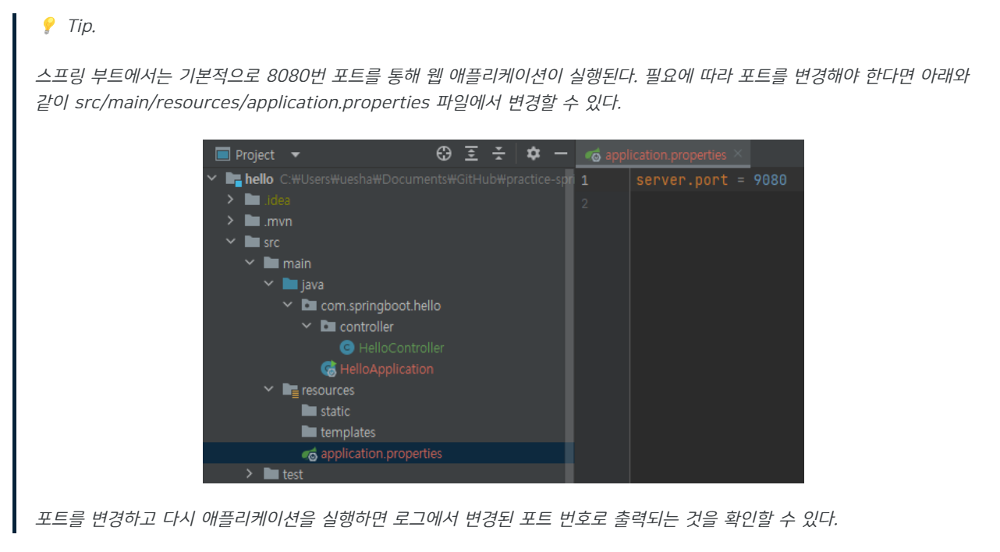 💡 Tip.
스프링 부트에서는 기본적으로 8080번 포트를 통해 웹 애플리케이션이 실행된다. 필요에 따라 포트를 변경해야 한다면 아래와
같이 src/main/resources/application.properties 파일에서 변경할 수 있다.
Project
application.properties
hello C:₩Users₩uesha₩Documents₩GitHub₩practice-spri
1 server.port = 9080
.idea
2
.mvn
src
main
java
com.springboot.hello
controller
HelloController
HelloApplication
resources
static
templates
application.properties
test
포트를 변경하고 다시 애플리케이션을 실행하면 로그에서 변경된 포트 번호로 출력되는 것을 확인할 수 있다.